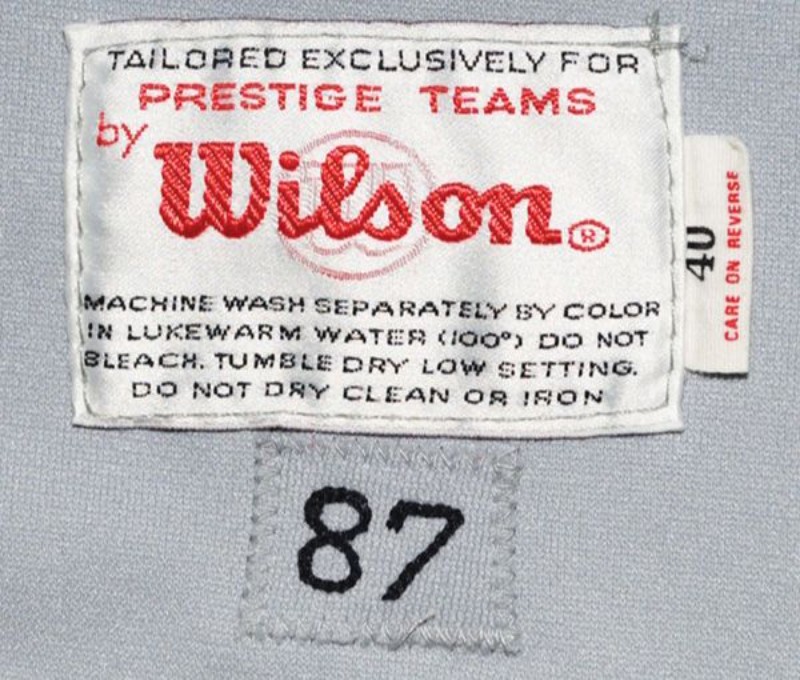 TAILORED EXCLUSIVELY FOR
PRESTIGE TEAMS
by
Wilson®
MACHINE WASH SEPARATELY BY COLOR
IN LUKEWARM WATER (100°) DO NOT
BLEACH. TUMBLE DRY LOW SETTING.
DO NOT DRY CLEAN OR IRON
40
CARE ON REVERSE
87